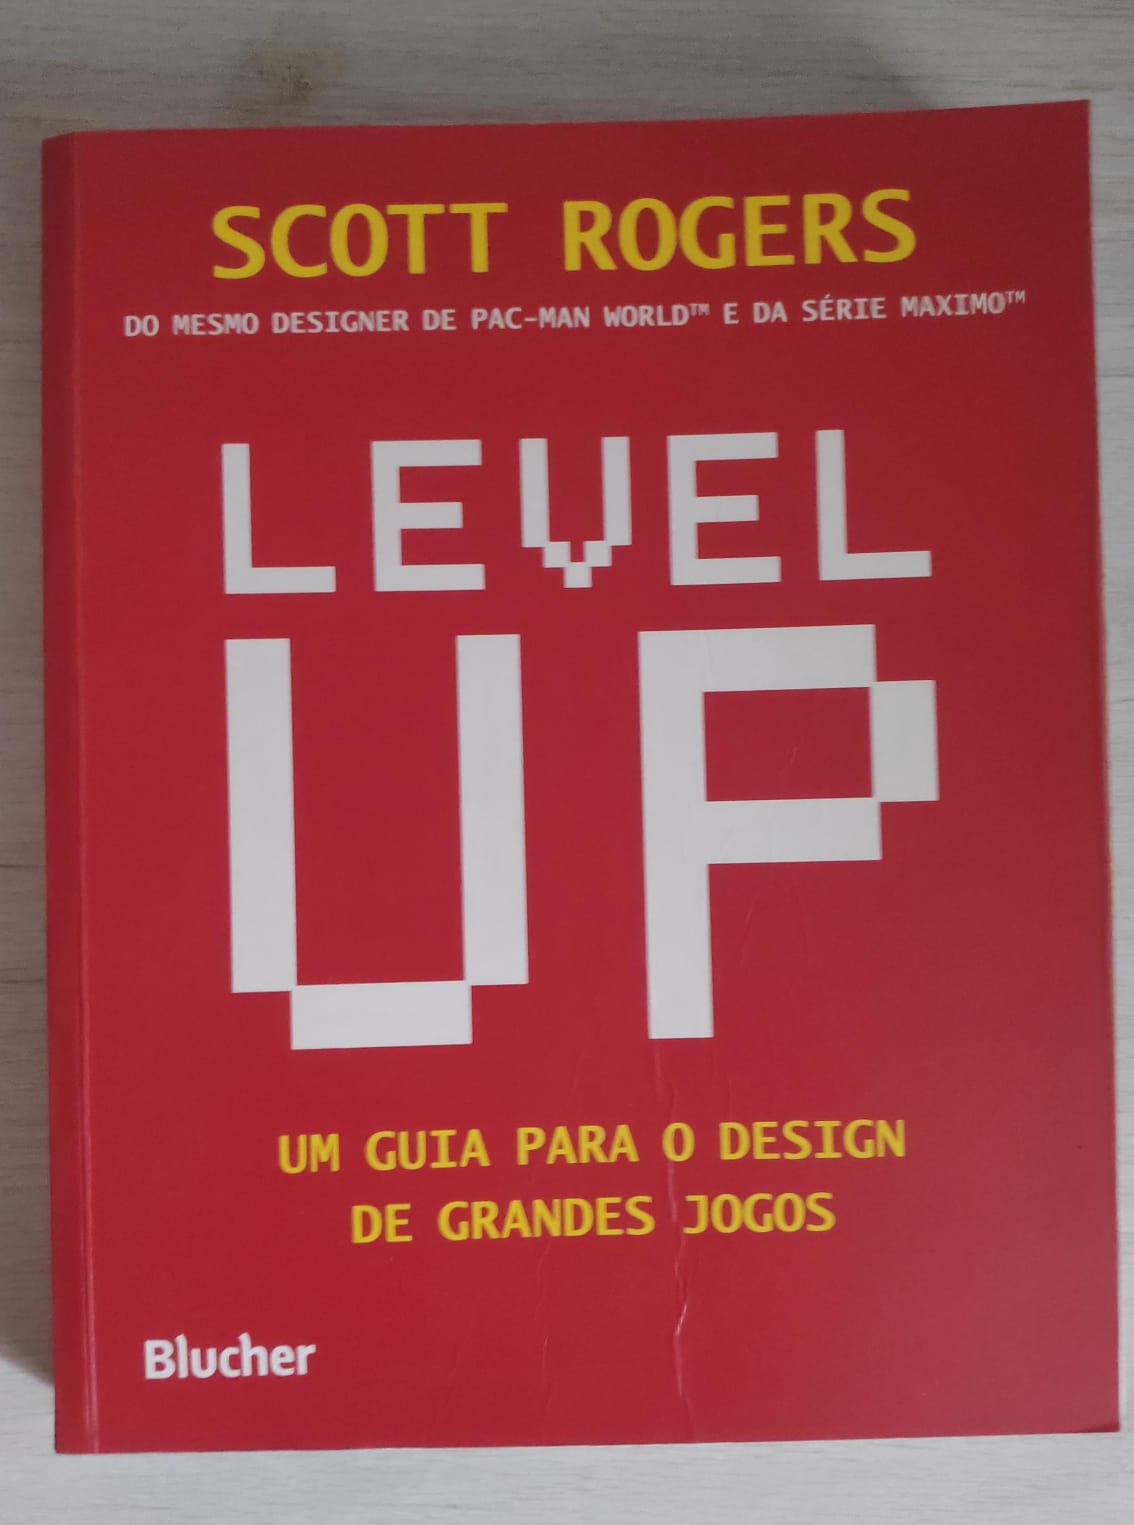 SCOTT ROGERS
DO MESMO DESIGNER DE PAC-MAN WORLD™ E DA SÉRIE MAXIMO™
LEVEL
UP
UM GUIA PARA O DESIGN
DE GRANDES JOGOS
Blucher